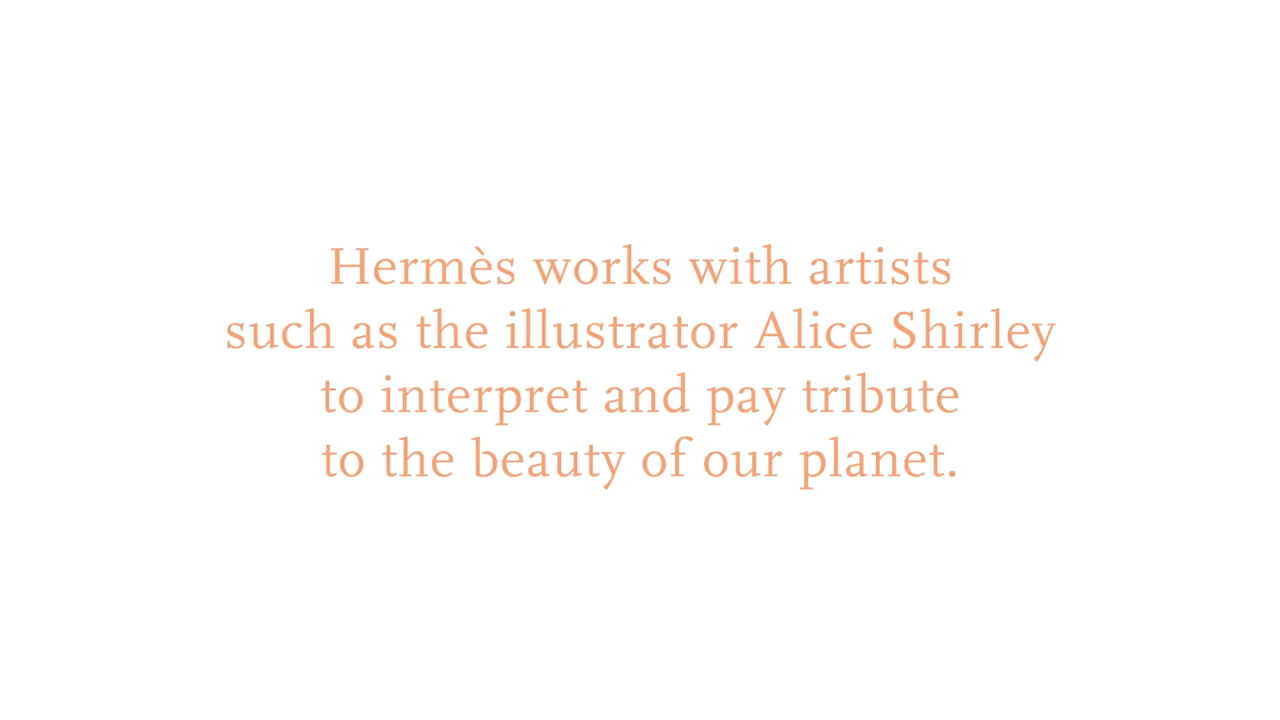 Hermès works with artists
such as the illustrator Alice Shirley
to interpret and pay tribute
to the beauty of our planet.